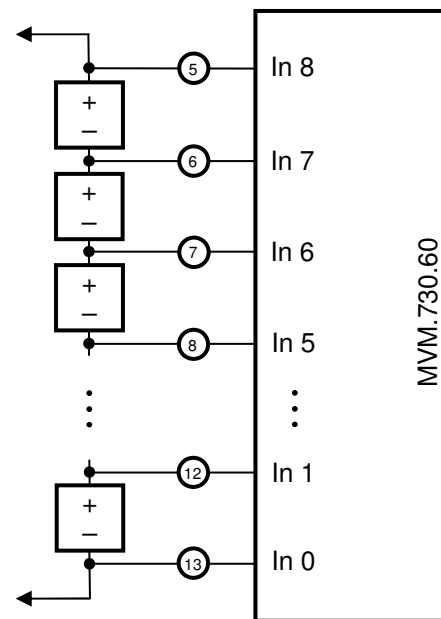 5 In 8
+
–
6 In 7
+
–
7 In 6
+
–
8 In 5
12 In 1
+
–
13 In 0
MVM.730.60